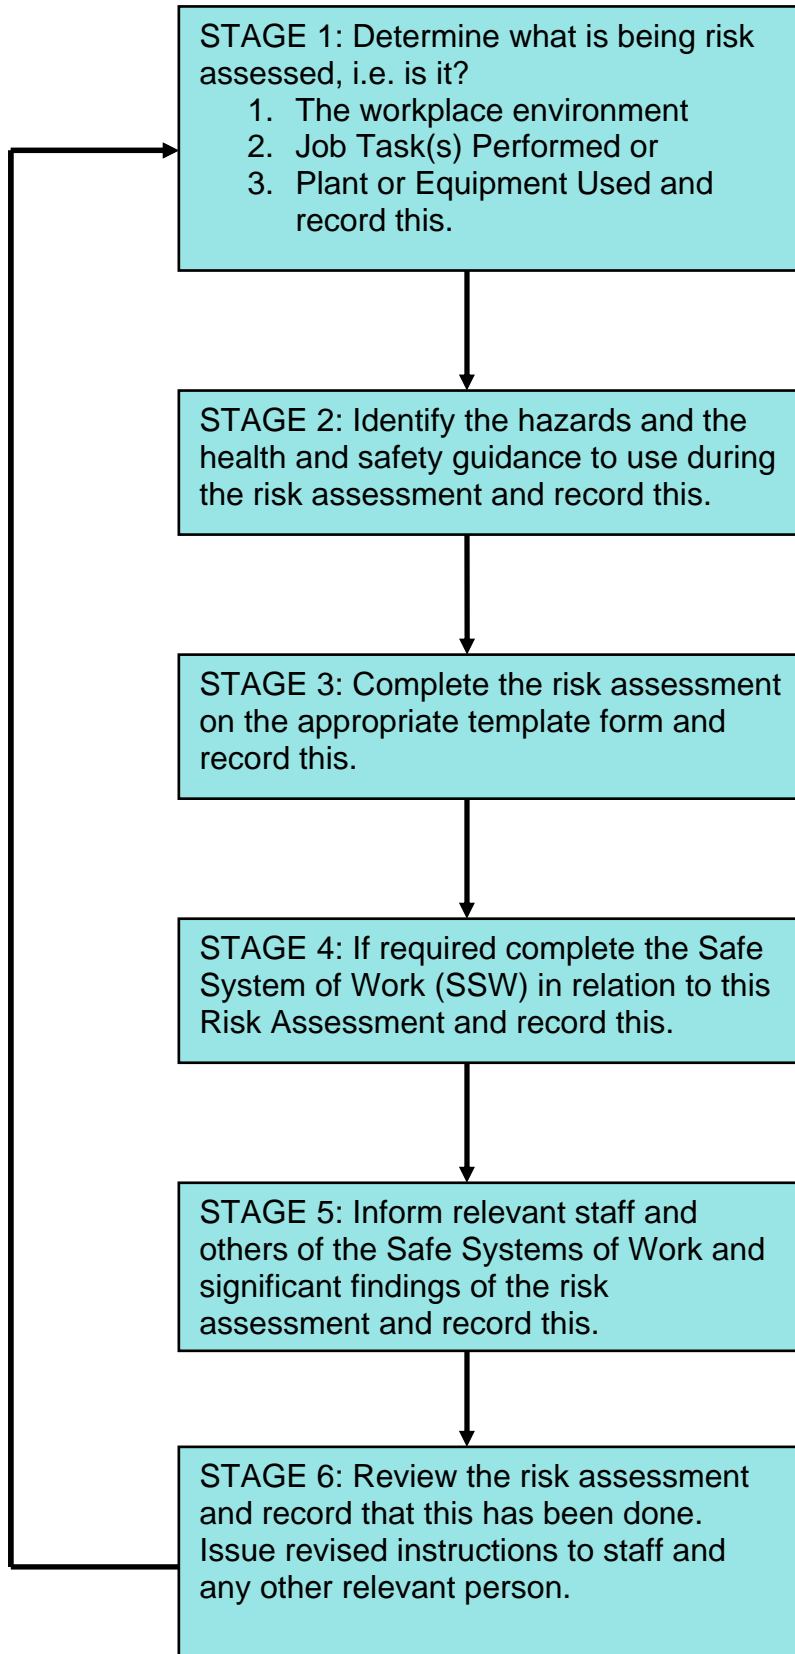 STAGE 1: Determine what is being risk
assessed, i.e. is it?
1. The workplace environment
2. Job Task(s) Performed or
3. Plant or Equipment Used and
record this.
STAGE 2: Identify the hazards and the
health and safety guidance to use during
the risk assessment and record this.
STAGE 3: Complete the risk assessment
on the appropriate template form and
record this.
STAGE 4: If required complete the Safe
System of Work (SSW) in relation to this
Risk Assessment and record this.
STAGE 5: Inform relevant staff and
others of the Safe Systems of Work and
significant findings of the risk
assessment and record this.
STAGE 6: Review the risk assessment
and record that this has been done.
Issue revised instructions to staff and
any other relevant person.